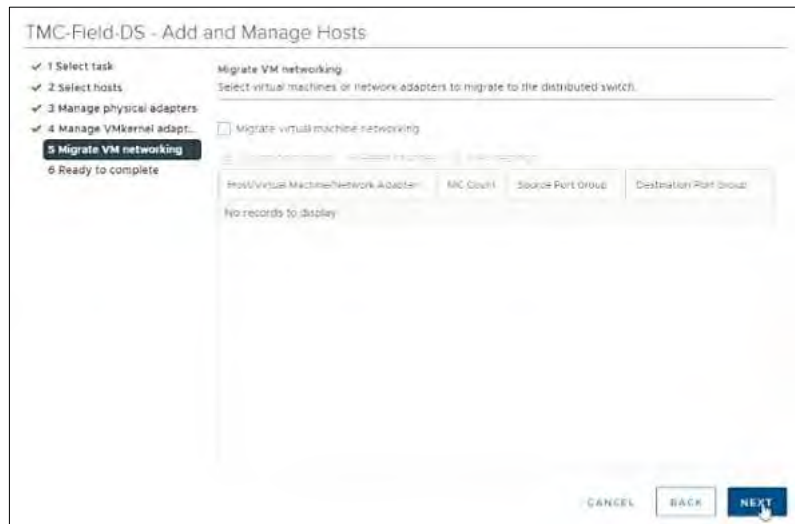 TMC-Field-DS - Add and Manage Hosts
✓ 1 Select task
✓ 2 Select hosts
✓ 3 Manage physical adapters
✓ 4 Manage VMkernel adapt...
5 Migrate VM networking
6 Ready to complete
Migrate VM networking
Select virtual machines or network adapters to migrate to the distributed switch.
Migrate virtual machine networking
Host/Virtual Machine/Network Adapter NIC Count Source Port Group Destination Port Group
No records to display
CANCEL BACK NEXT